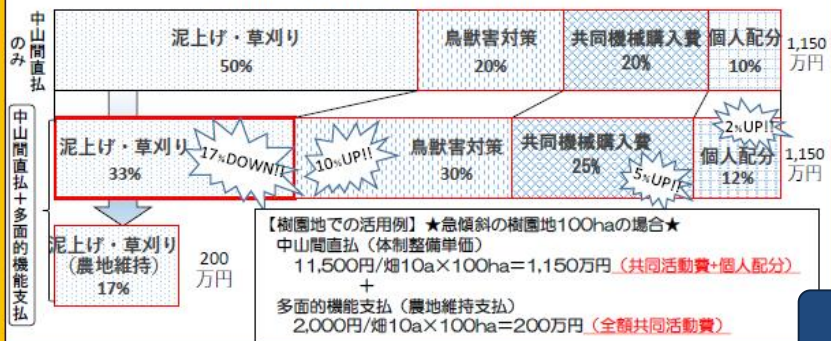 中山間直払のみ
泥上げ・草刈り
50%
鳥獣害対策
20%
共同機械購入費
20%
個人配分
10%
1,150
万円
中山間直払+多面的機能支払
泥上げ・草刈り
33%
17%DOWN!!
10%UP!!
鳥獣害対策
30%
共同機械購入費
25%
5%UP!!
2%UP!!
個人配分
12%
1,150
万円
泥上げ・草刈り
(農地維持)
17%
200
万円
【樹園地での活用例】★急傾斜の樹園地100haの場合★
中山間直払(体制整備単価)
11,500円/畑10a×100ha=1,150万円(共同活動費+個人配分)
+
多面的機能支払(農地維持支払)
2,000円/畑10a×100ha=200万円(全額共同活動費)